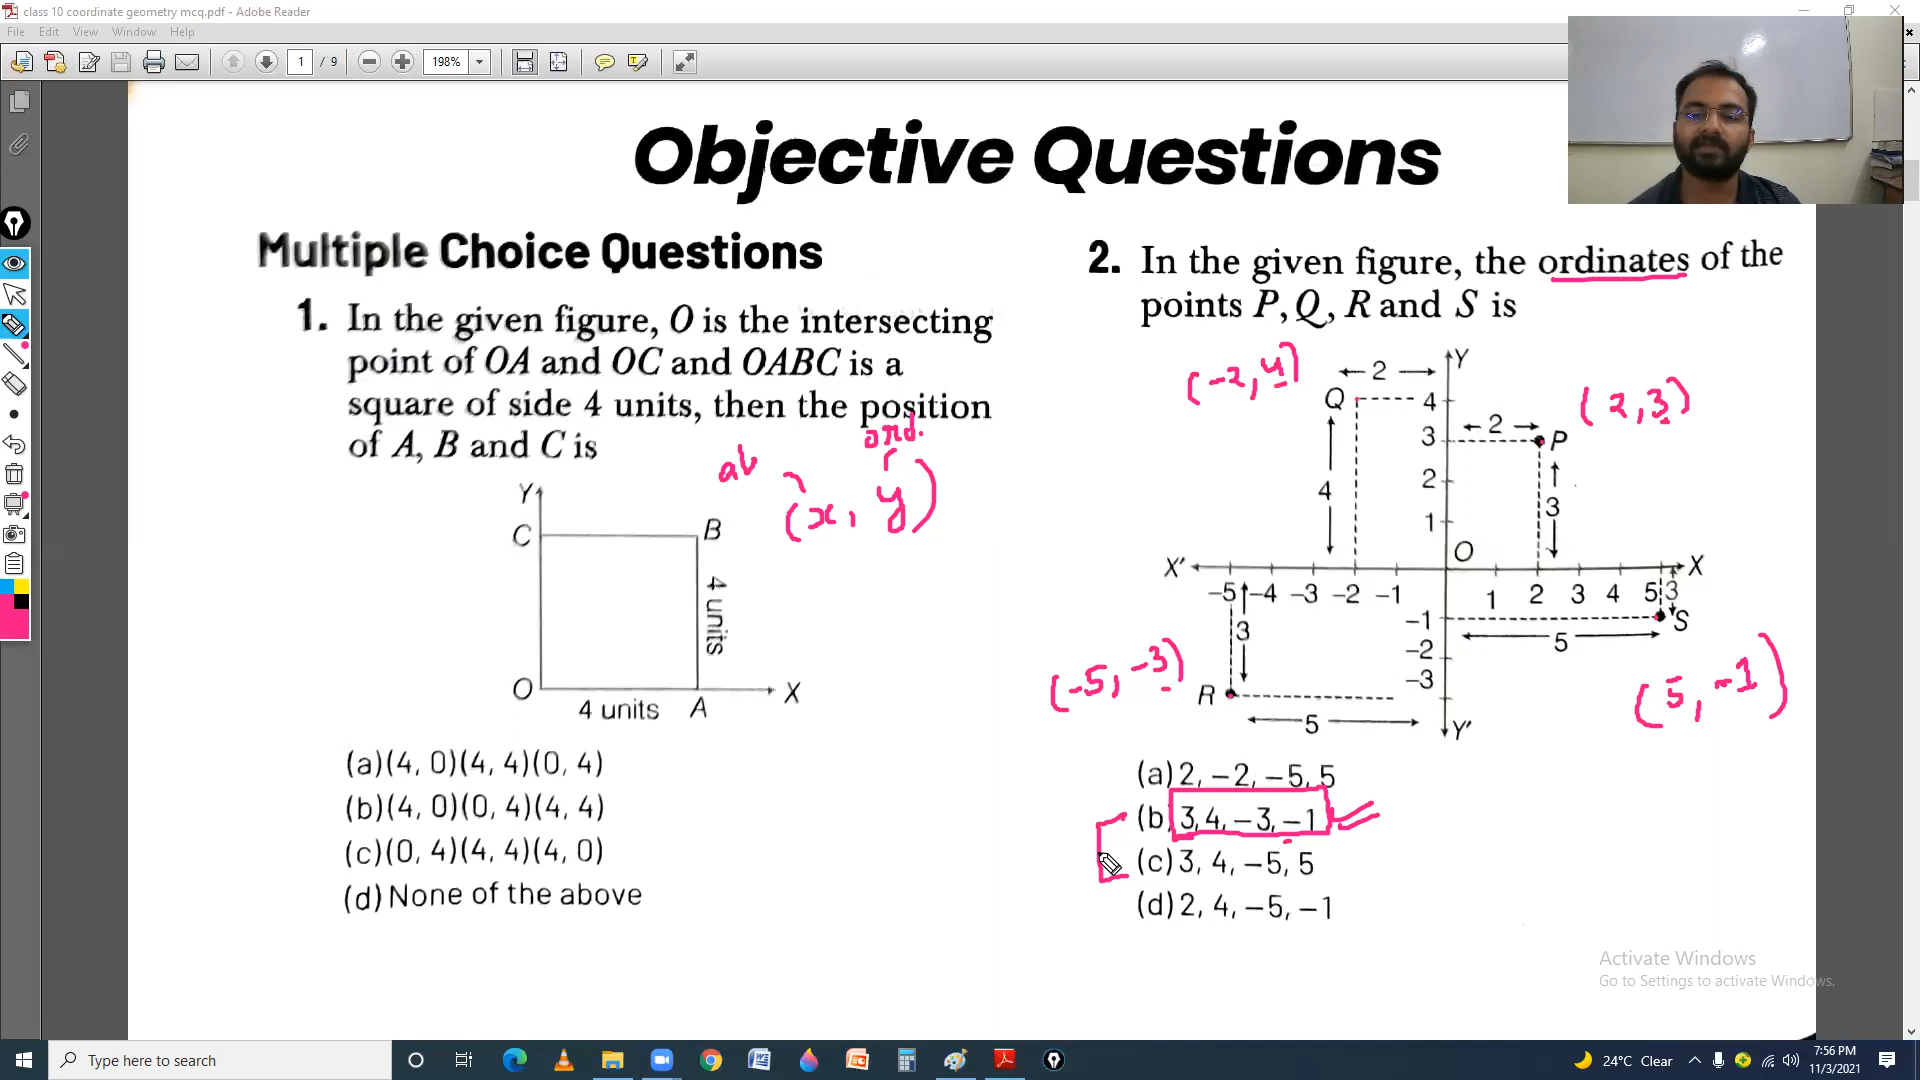 class 10 coordinate geometry mcq.pdf - Adobe Reader
File Edit View Window Help
1 / 9 198%
Objective Questions
Multiple Choice Questions
1. In the given figure, O is the intersecting
point of OA and OC and OABC is a
square of side 4 units, then the position
of A, B and C is
ab ord.
(x, y)
Y
C B
4 units
O A X
4 units
(a)(4, 0)(4, 4)(0, 4)
(b)(4, 0)(0, 4)(4, 4)
(c)(0, 4)(4, 4)(4, 0)
(d) None of the above
2. In the given figure, the ordinates of the
points P, Q, R and S is
(-2, 4) 2 Y
Q 4 2 P (2, 3)
3
4 2 3
1
X' O X
-5 -4 -3 -2 -1 1 2 3 4 5 3
3 -1 S
-2 5
(-5, -3) -3 (5, -1)
R
5 Y'
(a) 2, -2, -5, 5
(b) 3, 4, -3, -1
(c) 3, 4, -5, 5
(d) 2, 4, -5, -1
Activate Windows
Go to Settings to activate Windows.
Type here to search
24°C Clear
7:56 PM
11/3/2021